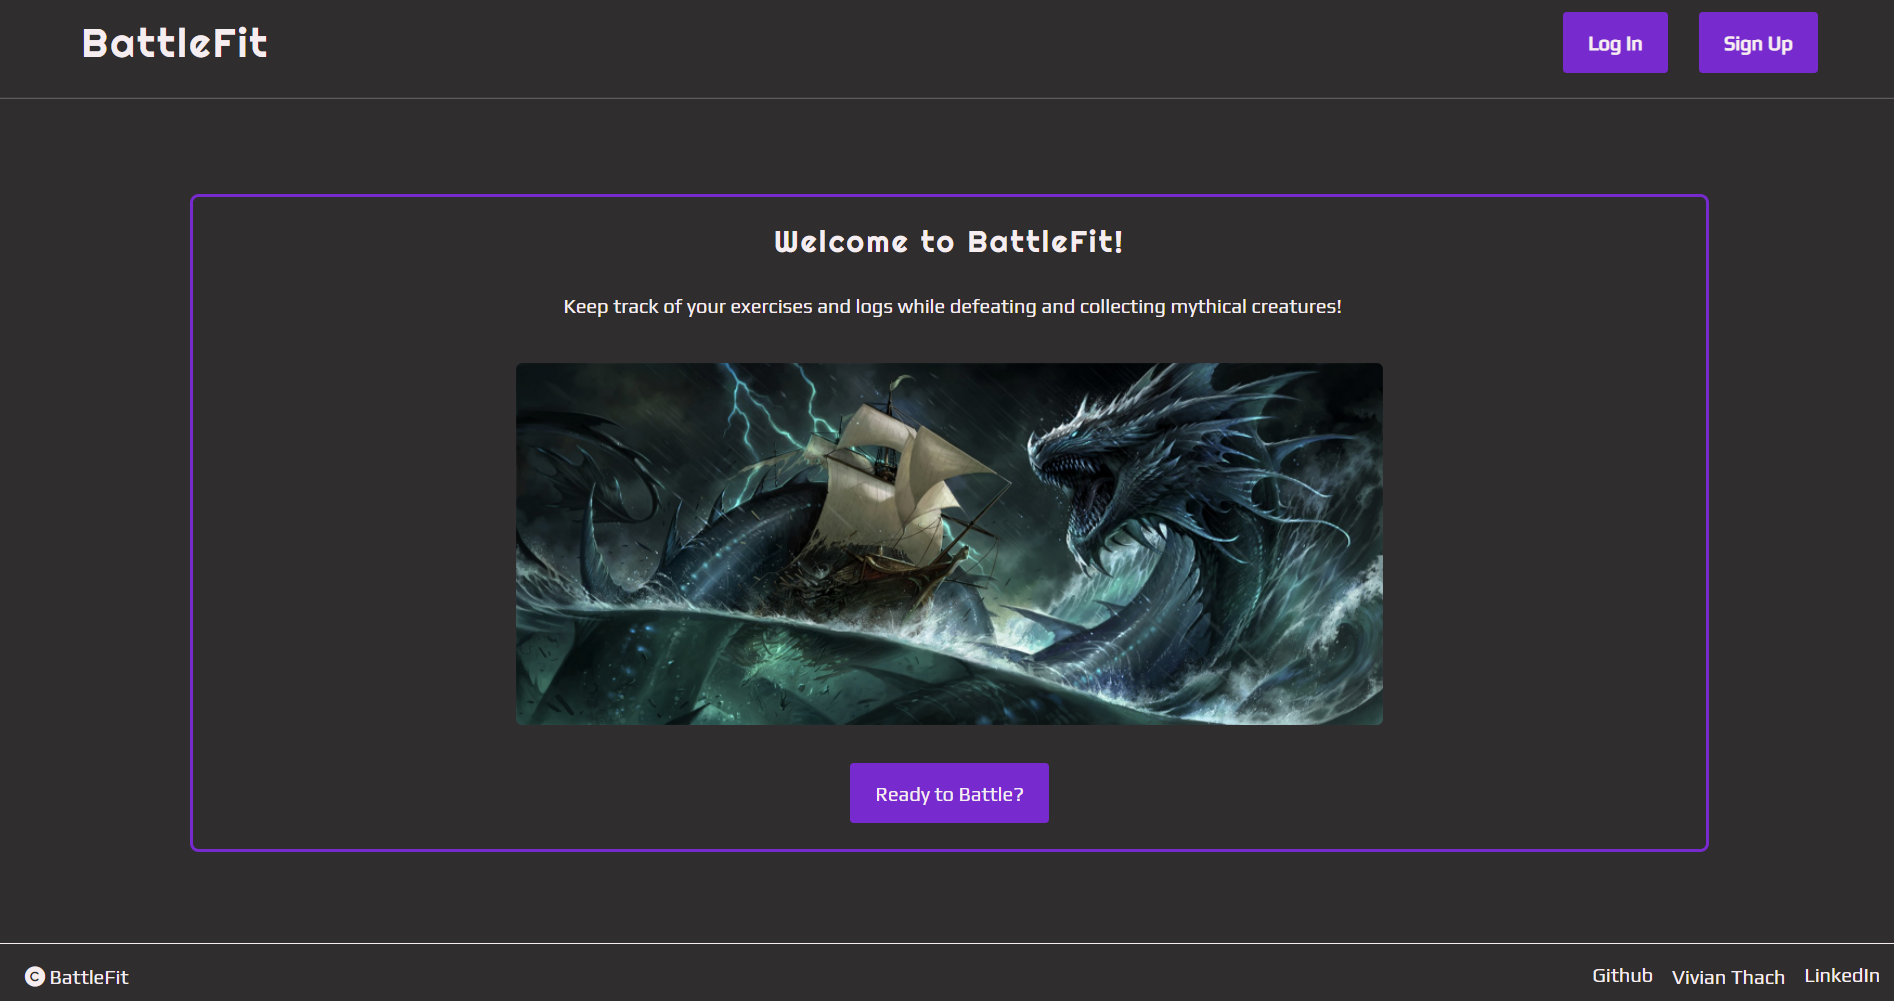 BattleFit
Log In
Sign Up
Welcome to BattleFit!
Keep track of your exercises and logs while defeating and collecting mythical creatures!
Ready to Battle?
© BattleFit
Github
Vivian Thach
LinkedIn